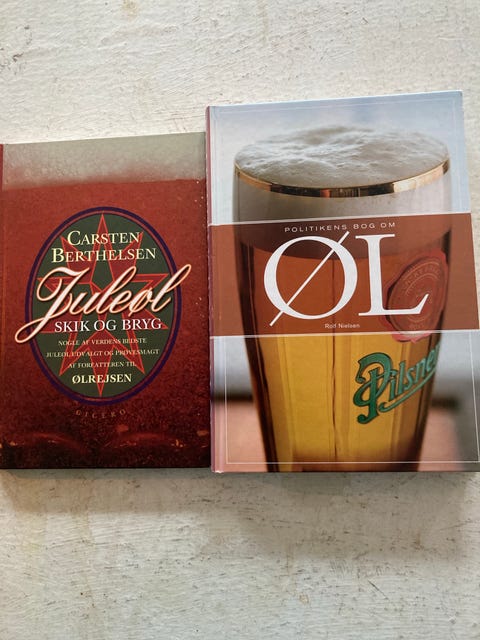 CARSTEN
BERTHELSEN
Juleøl
SKIK OG BRYG
NOGLE AF VERDENS BEDSTE
JULEØL UDVALGT OG PRØVESMAGT
AF FORFATTEREN TIL
ØLREJSEN
CICERO
POLITIKENS BOG OM
ØL
Rolf Nielsen
Pilsner